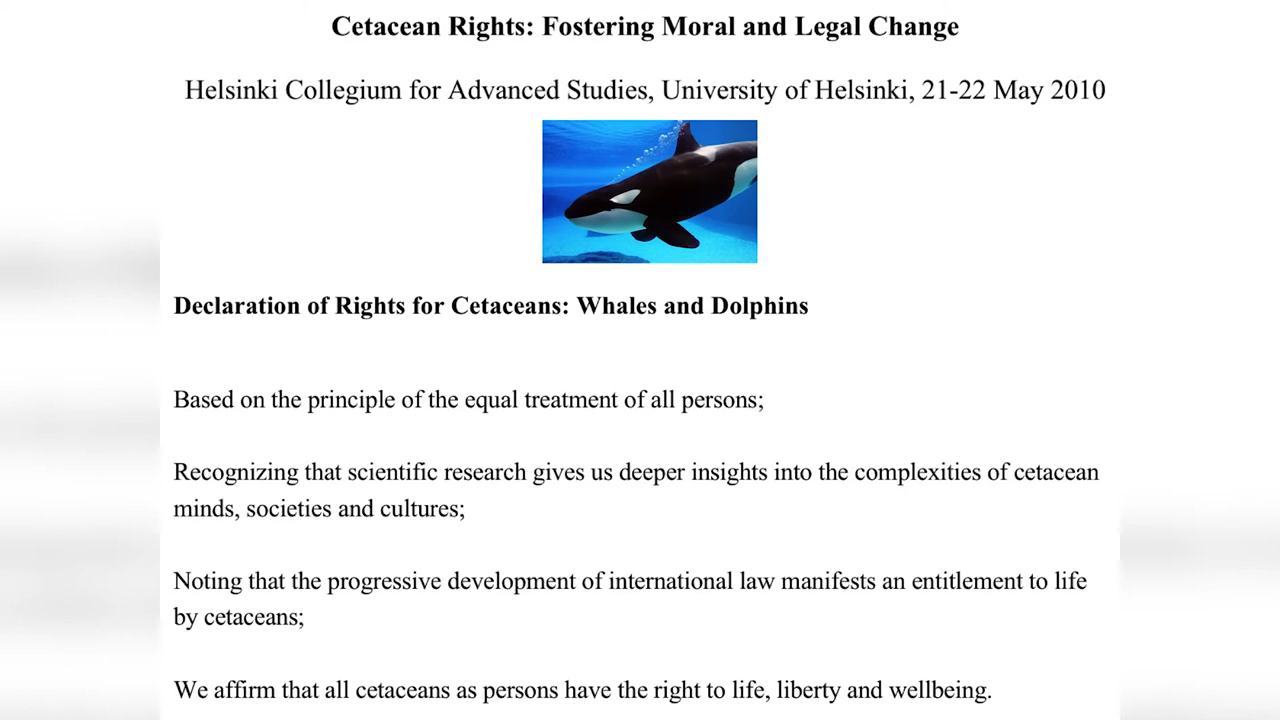 Cetacean Rights: Fostering Moral and Legal Change
Helsinki Collegium for Advanced Studies, University of Helsinki, 21-22 May 2010
Declaration of Rights for Cetaceans: Whales and Dolphins
Based on the principle of the equal treatment of all persons;
Recognizing that scientific research gives us deeper insights into the complexities of cetacean
minds, societies and cultures;
Noting that the progressive development of international law manifests an entitlement to life
by cetaceans;
We affirm that all cetaceans as persons have the right to life, liberty and wellbeing.